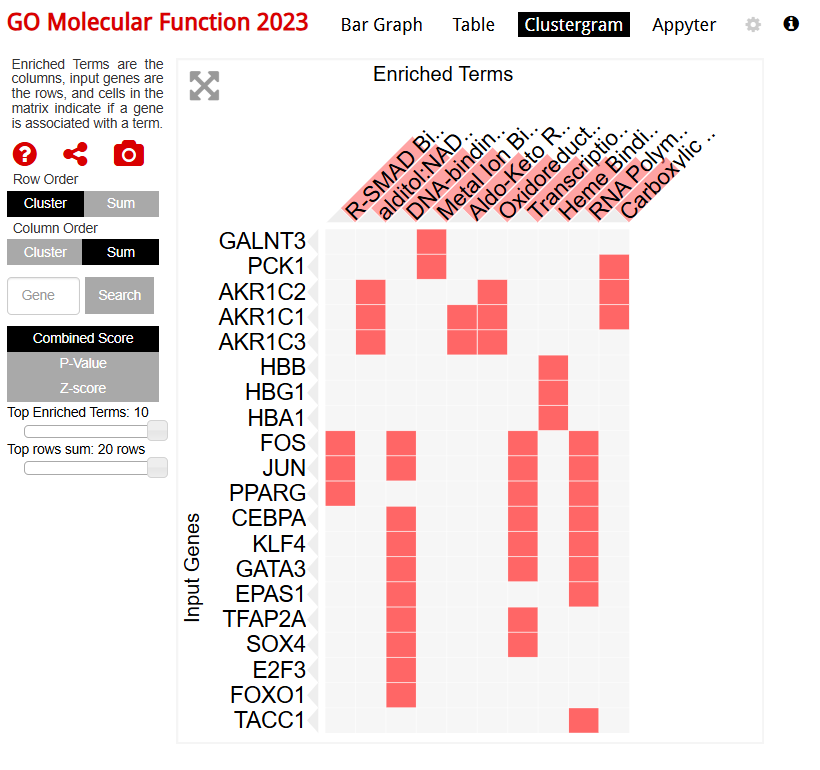 GO Molecular Function 2023
Bar Graph
Table
Clustergram
Appyter
Enriched Terms are the
columns, input genes are
the rows, and cells in the
matrix indicate if a gene
is associated with a term.
Row Order
Cluster
Sum
Column Order
Cluster
Sum
Gene
Search
Combined Score
P-Value
Z-score
Top Enriched Terms: 10
Top rows sum: 20 rows
Enriched Terms
R-SMAD Bi..
alditol:NAD..
DNA-bindin..
Metal Ion Bi..
Aldo-Keto R..
Oxidoreduct..
Transcriptio..
Heme Bindi..
RNA Polym..
Carboxylic ..
Input Genes
GALNT3
PCK1
AKR1C2
AKR1C1
AKR1C3
HBB
HBG1
HBA1
FOS
JUN
PPARG
CEBPA
KLF4
GATA3
EPAS1
TFAP2A
SOX4
E2F3
FOXO1
TACC1